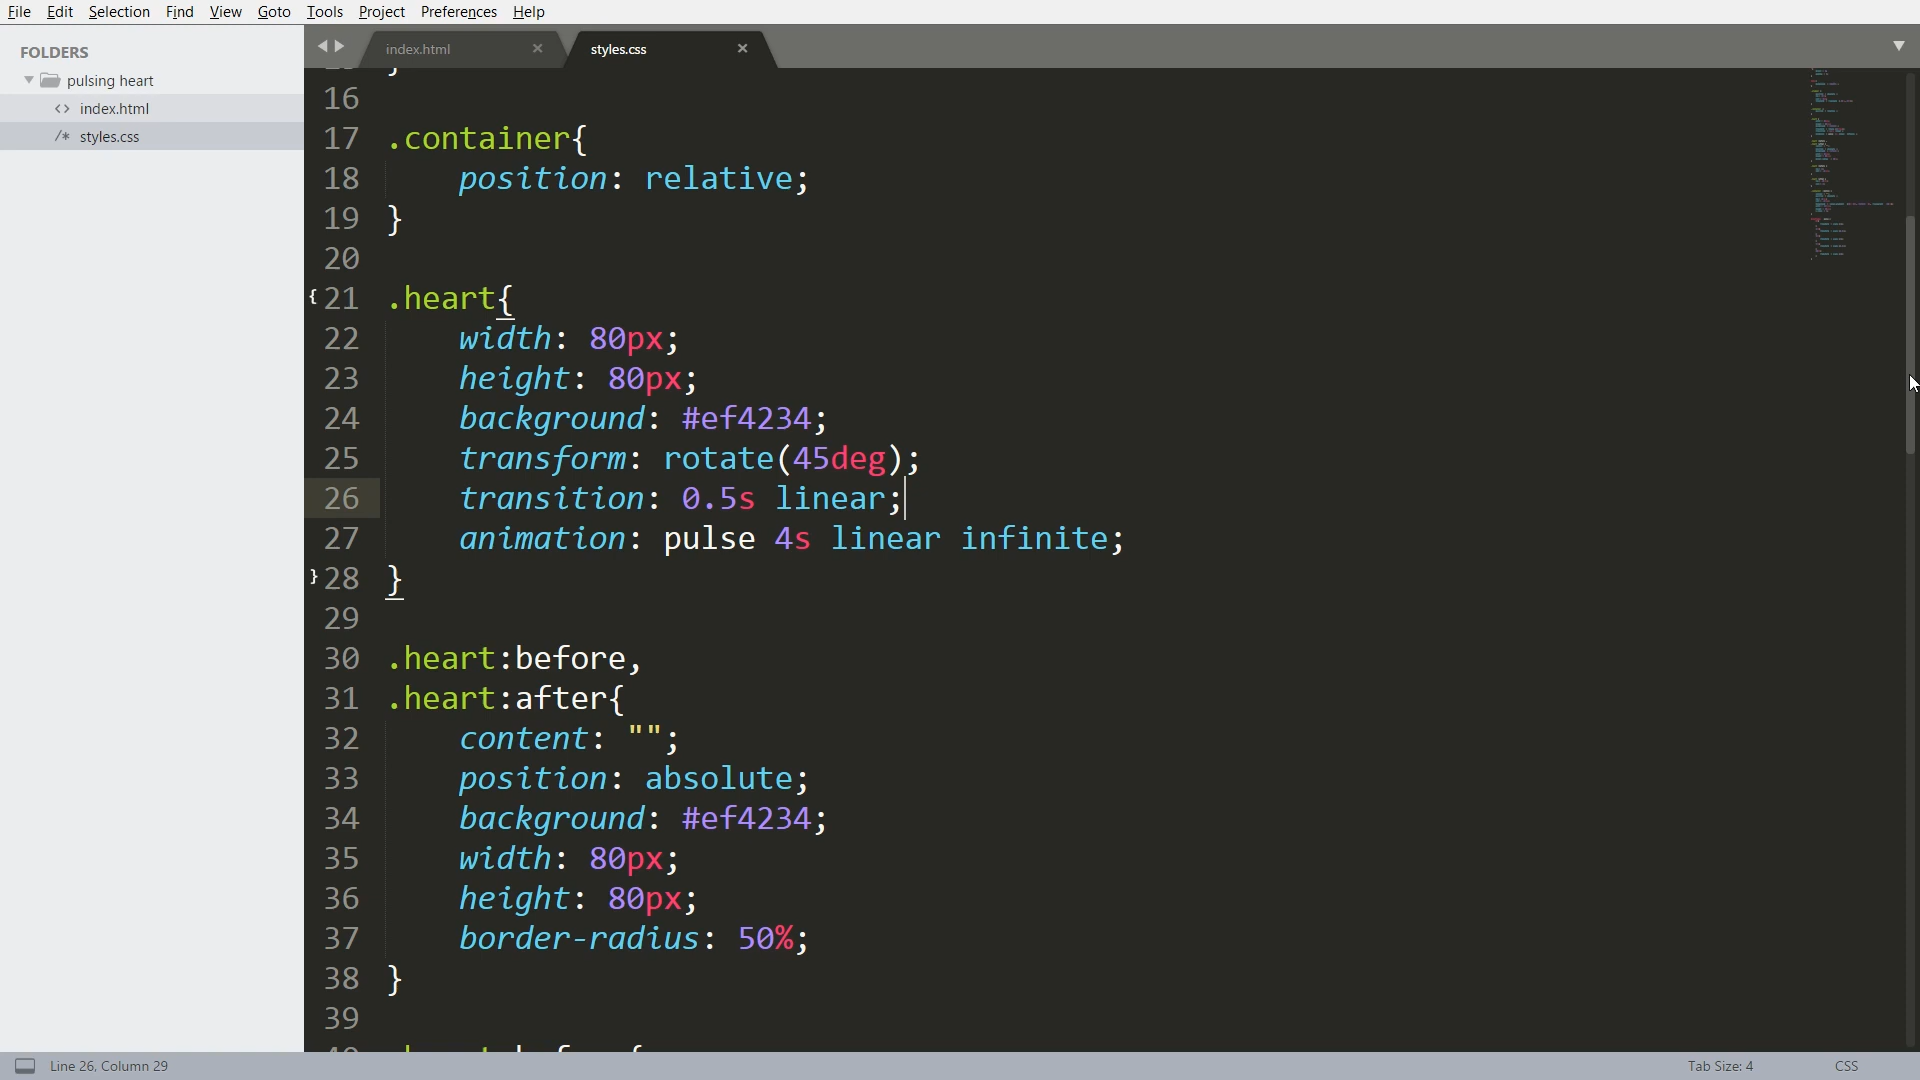 File Edit Selection Find View Goto Tools Project Preferences Help
FOLDERS
pulsing heart
<> index.html
/* styles.css
index.html × styles.css ×
16
17 .container{
18 position: relative;
19 }
20
{ 21 .heart{
22 width: 80px;
23 height: 80px;
24 background: #ef4234;
25 transform: rotate(45deg);
26 transition: 0.5s linear;
27 animation: pulse 4s linear infinite;
} 28 }
29
30 .heart:before,
31 .heart:after{
32 content: "";
33 position: absolute;
34 background: #ef4234;
35 width: 80px;
36 height: 80px;
37 border-radius: 50%;
38 }
39
Line 26, Column 29 Tab Size: 4 CSS